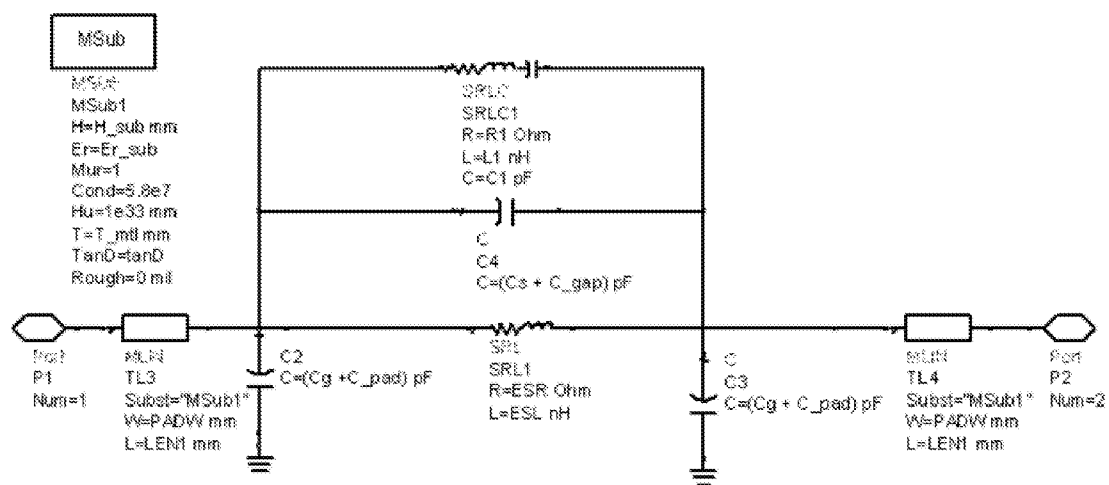 MSub
MSub
MSub1
H=H_sub mm
Er=Er_sub
Mur=1
Cond=5.8e7
Hu=1e33 mm
T=T_mtl mm
TanD=tanD
Rough=0 mil
SRLC
SRLC1
R=R1 Ohm
L=L1 nH
C=C1 pF
C
C4
C=(Cs + C_gap) pF
Port
P1
Num=1
MLIN
TL3
Subst="MSub1"
W=PADW mm
L=LEN1 mm
C2
C=(Cg +C_pad) pF
SRL
SRL1
R=ESR Ohm
L=ESL nH
C
C3
C=(Cg + C_pad) pF
MLIN
TL4
Subst="MSub1"
W=PADW mm
L=LEN1 mm
Port
P2
Num=2